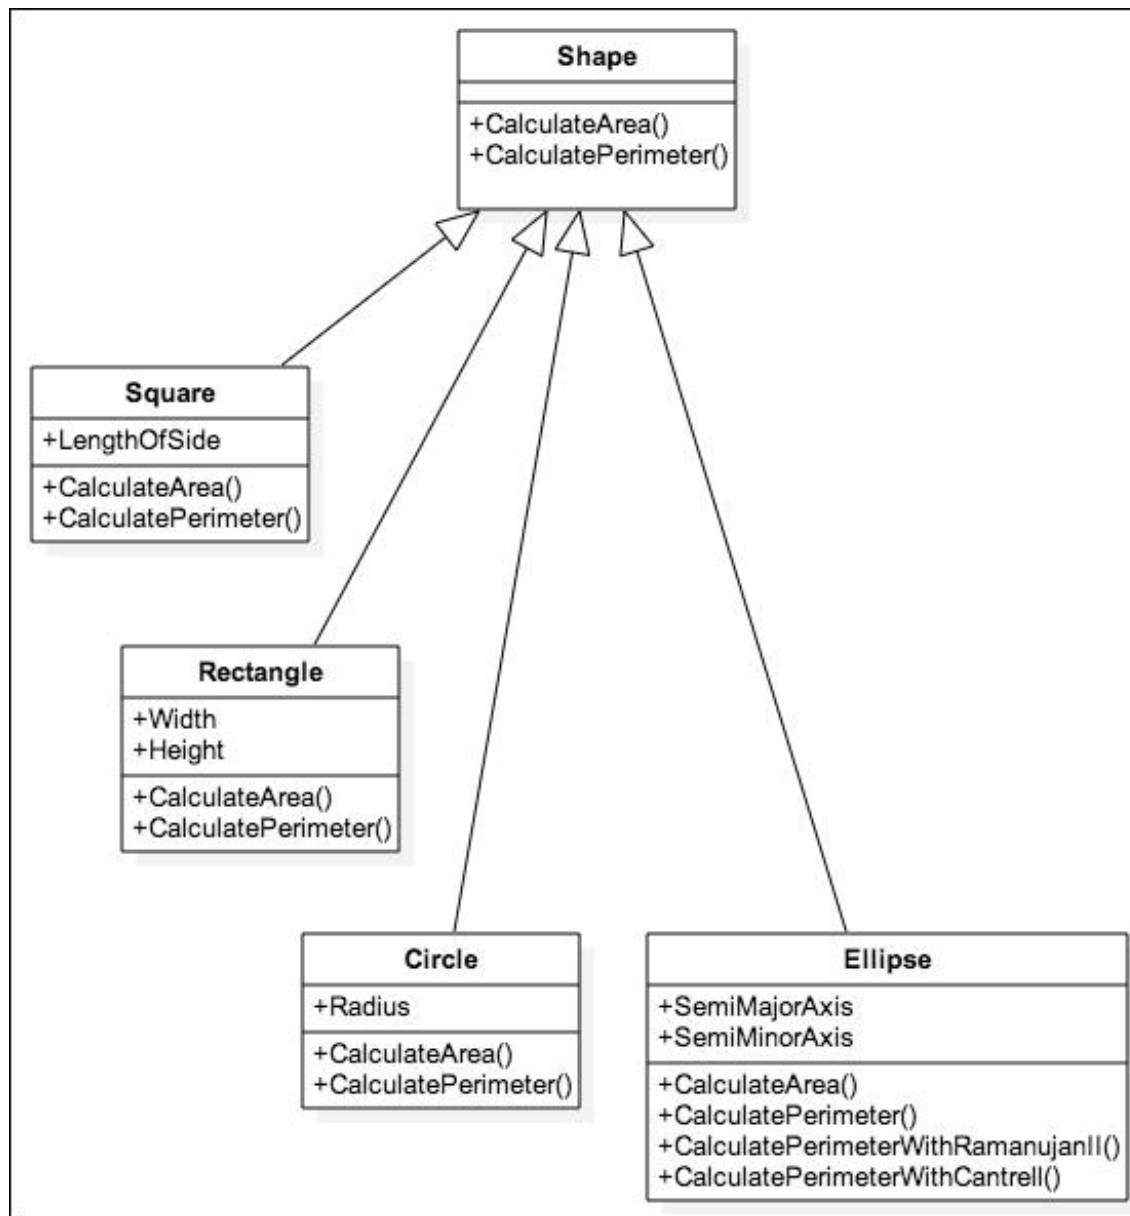 Shape
+CalculateArea()
+CalculatePerimeter()
Square
+LengthOfSide
+CalculateArea()
+CalculatePerimeter()
Rectangle
+Width
+Height
+CalculateArea()
+CalculatePerimeter()
Circle
+Radius
+CalculateArea()
+CalculatePerimeter()
Ellipse
+SemiMajorAxis
+SemiMinorAxis
+CalculateArea()
+CalculatePerimeter()
+CalculatePerimeterWithRamanujanII()
+CalculatePerimeterWithCantrell()